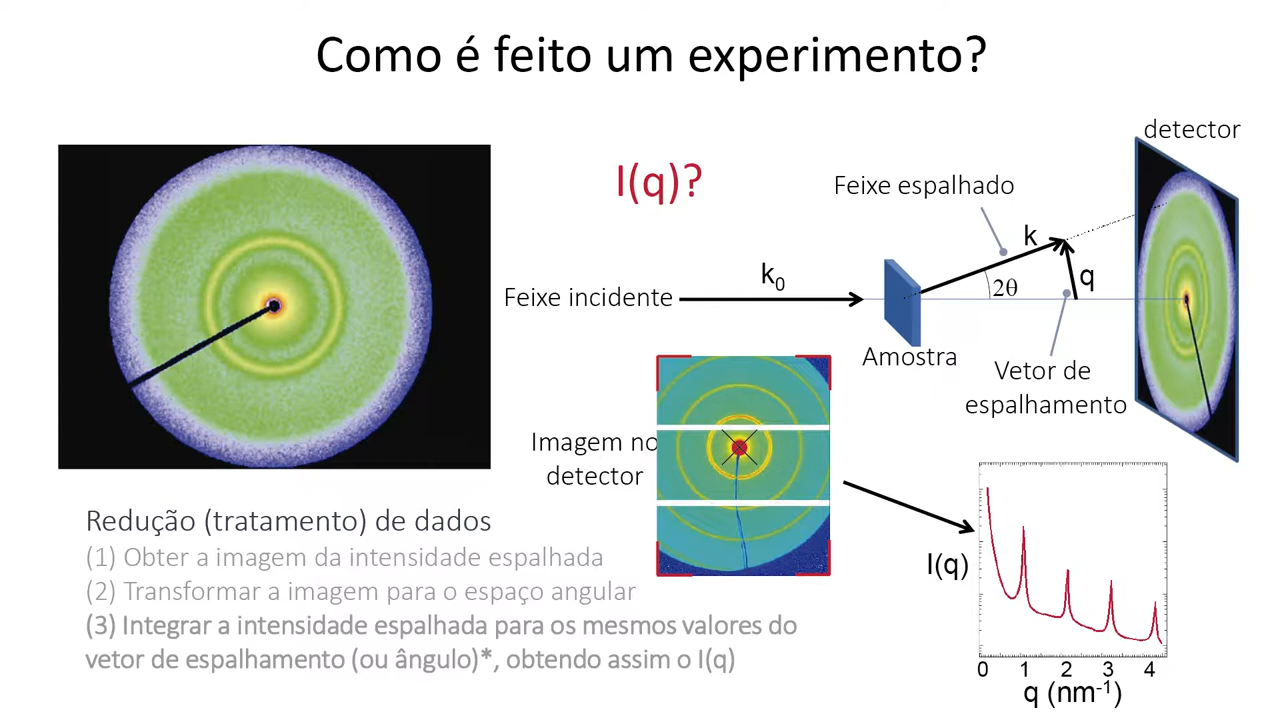 Como é feito um experimento?
detector
I(q)?
Feixe espalhado
k
k₀
q
2θ
Feixe incidente
Amostra
Vetor de
espalhamento
Imagem no
detector
Redução (tratamento) de dados
(1) Obter a imagem da intensidade espalhada
(2) Transformar a imagem para o espaço angular
(3) Integrar a intensidade espalhada para os mesmos valores do
vetor de espalhamento (ou ângulo)*, obtendo assim o I(q)
I(q)
0 1 2 3 4
q (nm⁻¹)